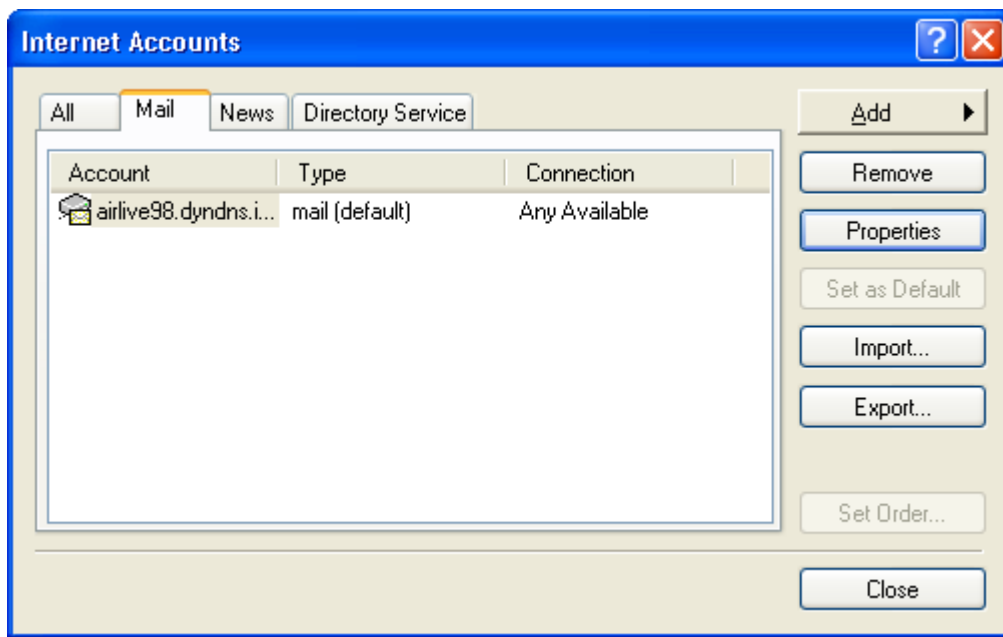 Internet Accounts
All Mail News Directory Service
Add
Account Type Connection
Remove
airlive98.dyndns.i... mail (default) Any Available
Properties
Set as Default
Import...
Export...
Set Order...
Close